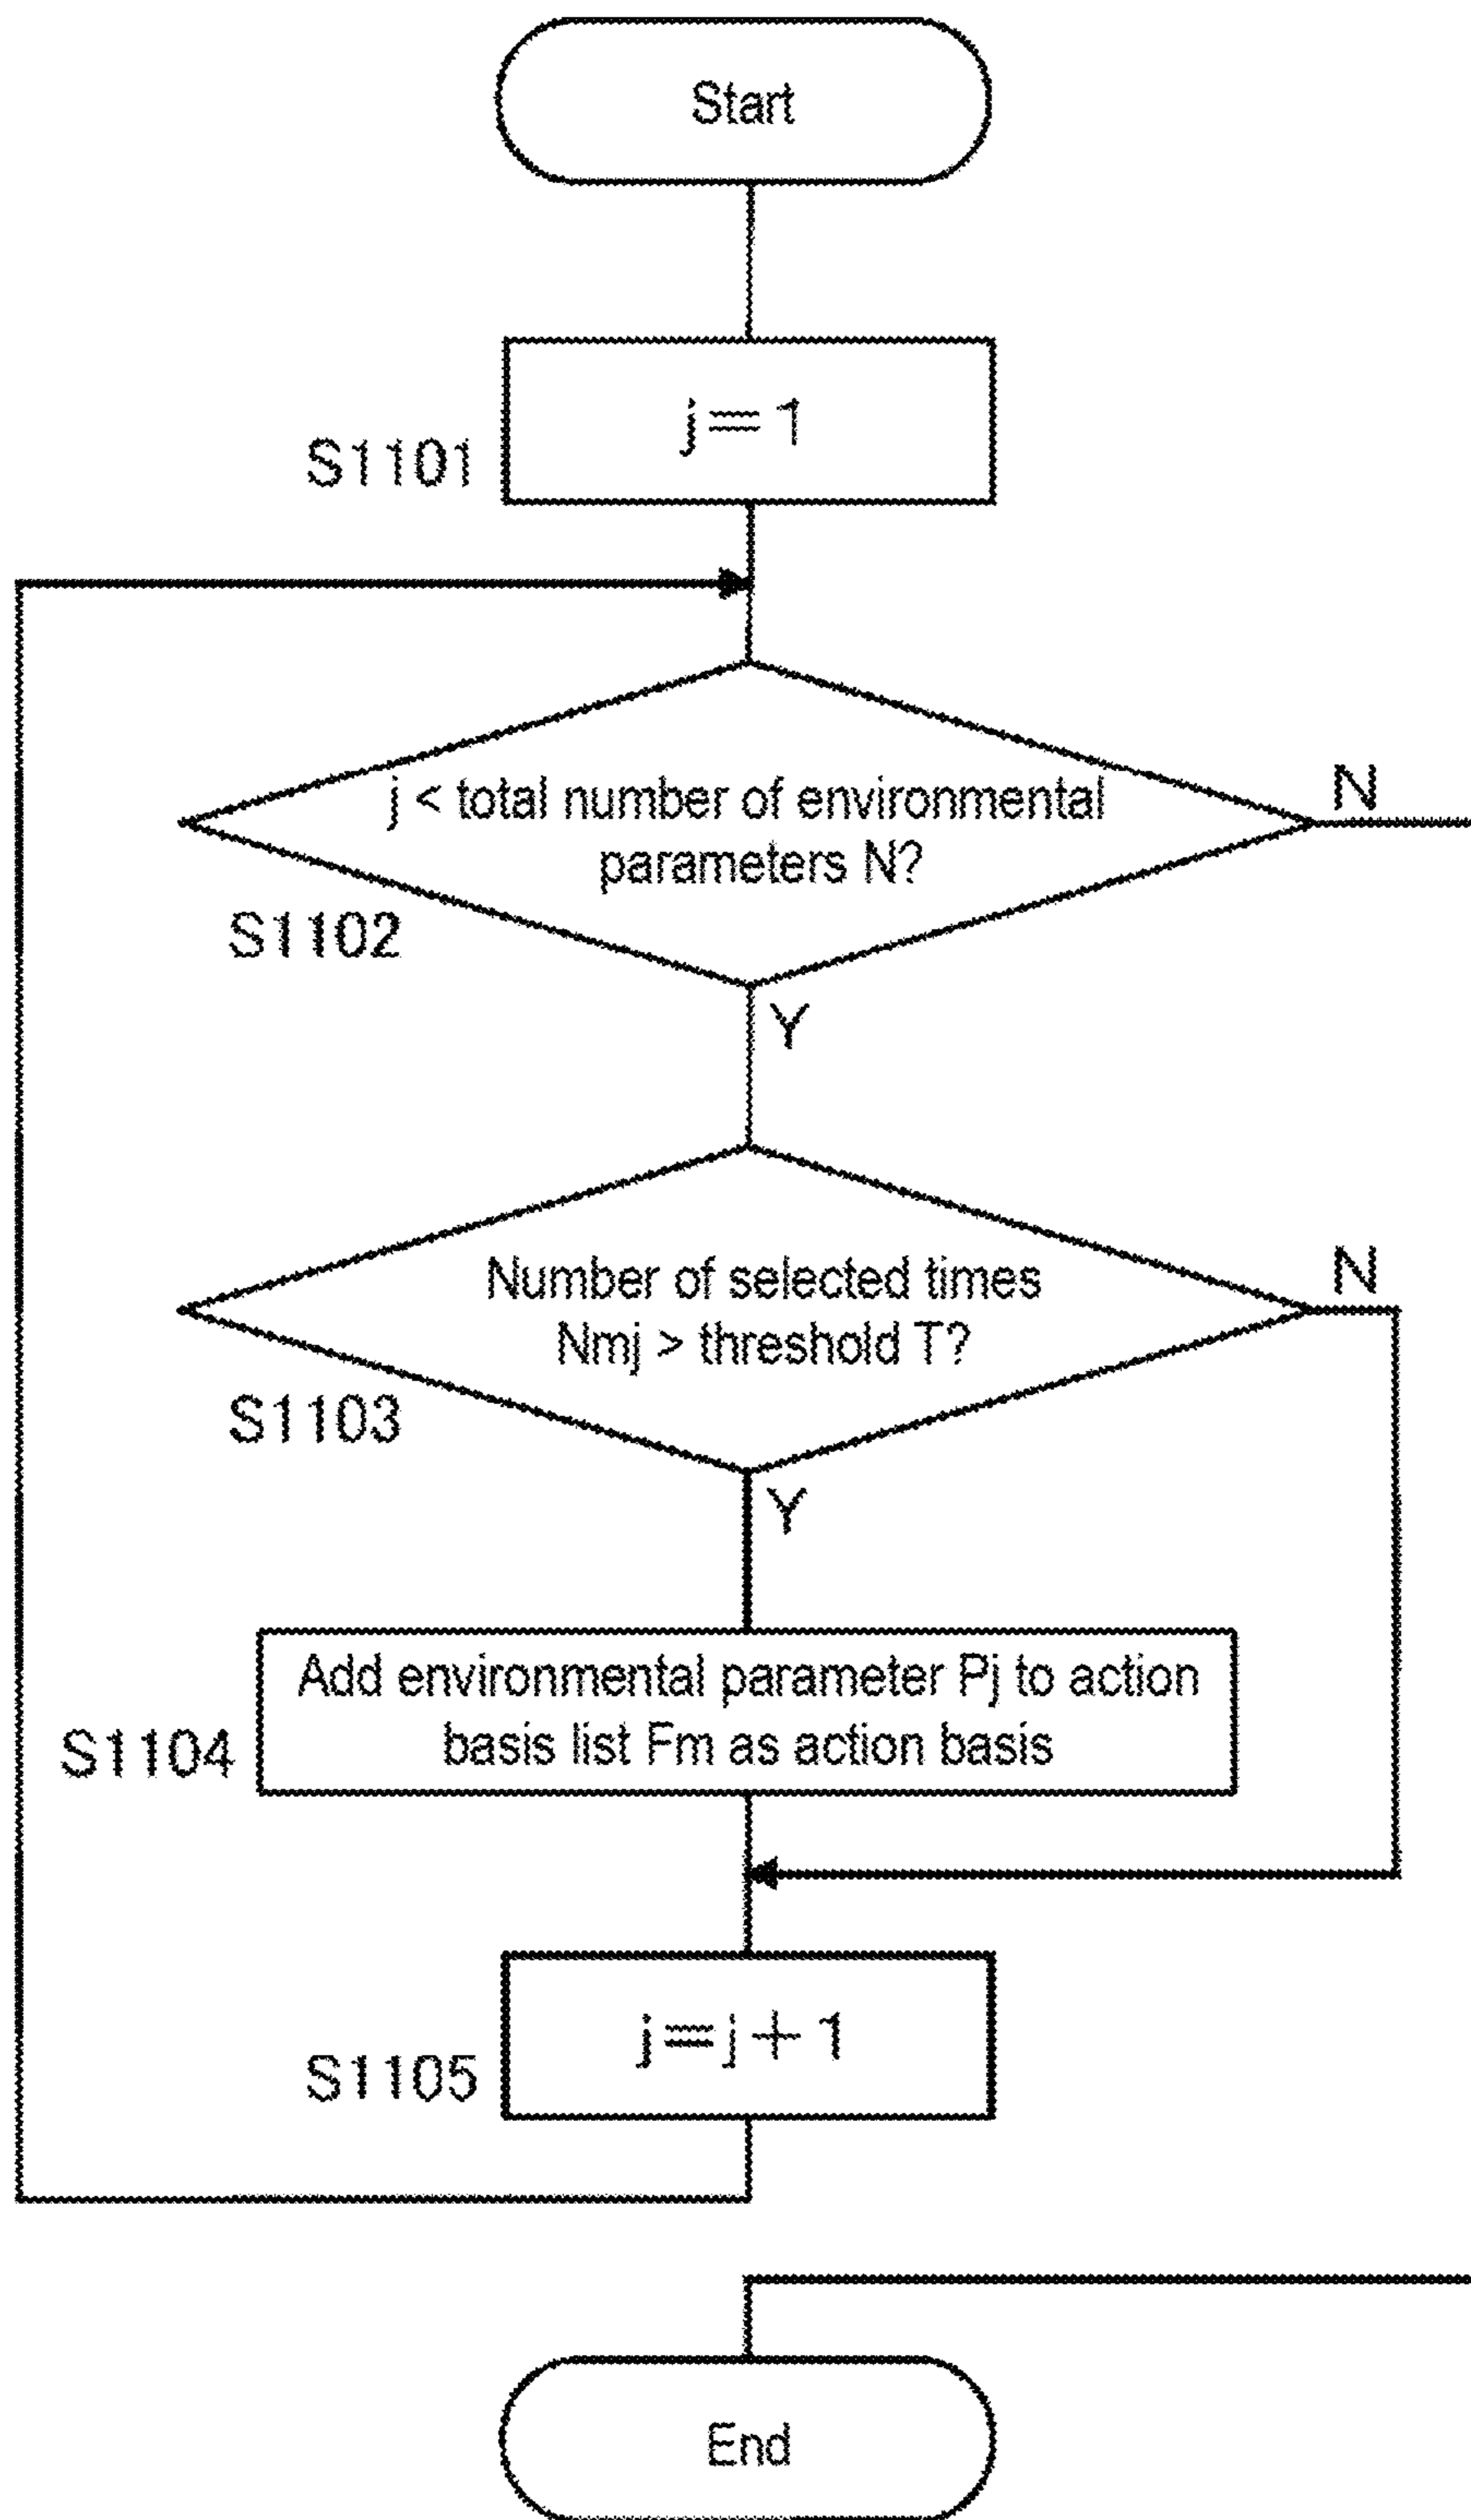 Start
j=1
S1101
j < total number of environmental
parameters N?
N
S1102
Y
Number of selected times
Nmj > threshold T?
N
S1103
Y
Add environmental parameter Pj to action
basis list Fm as action basis
S1104
j=j+1
S1105
End